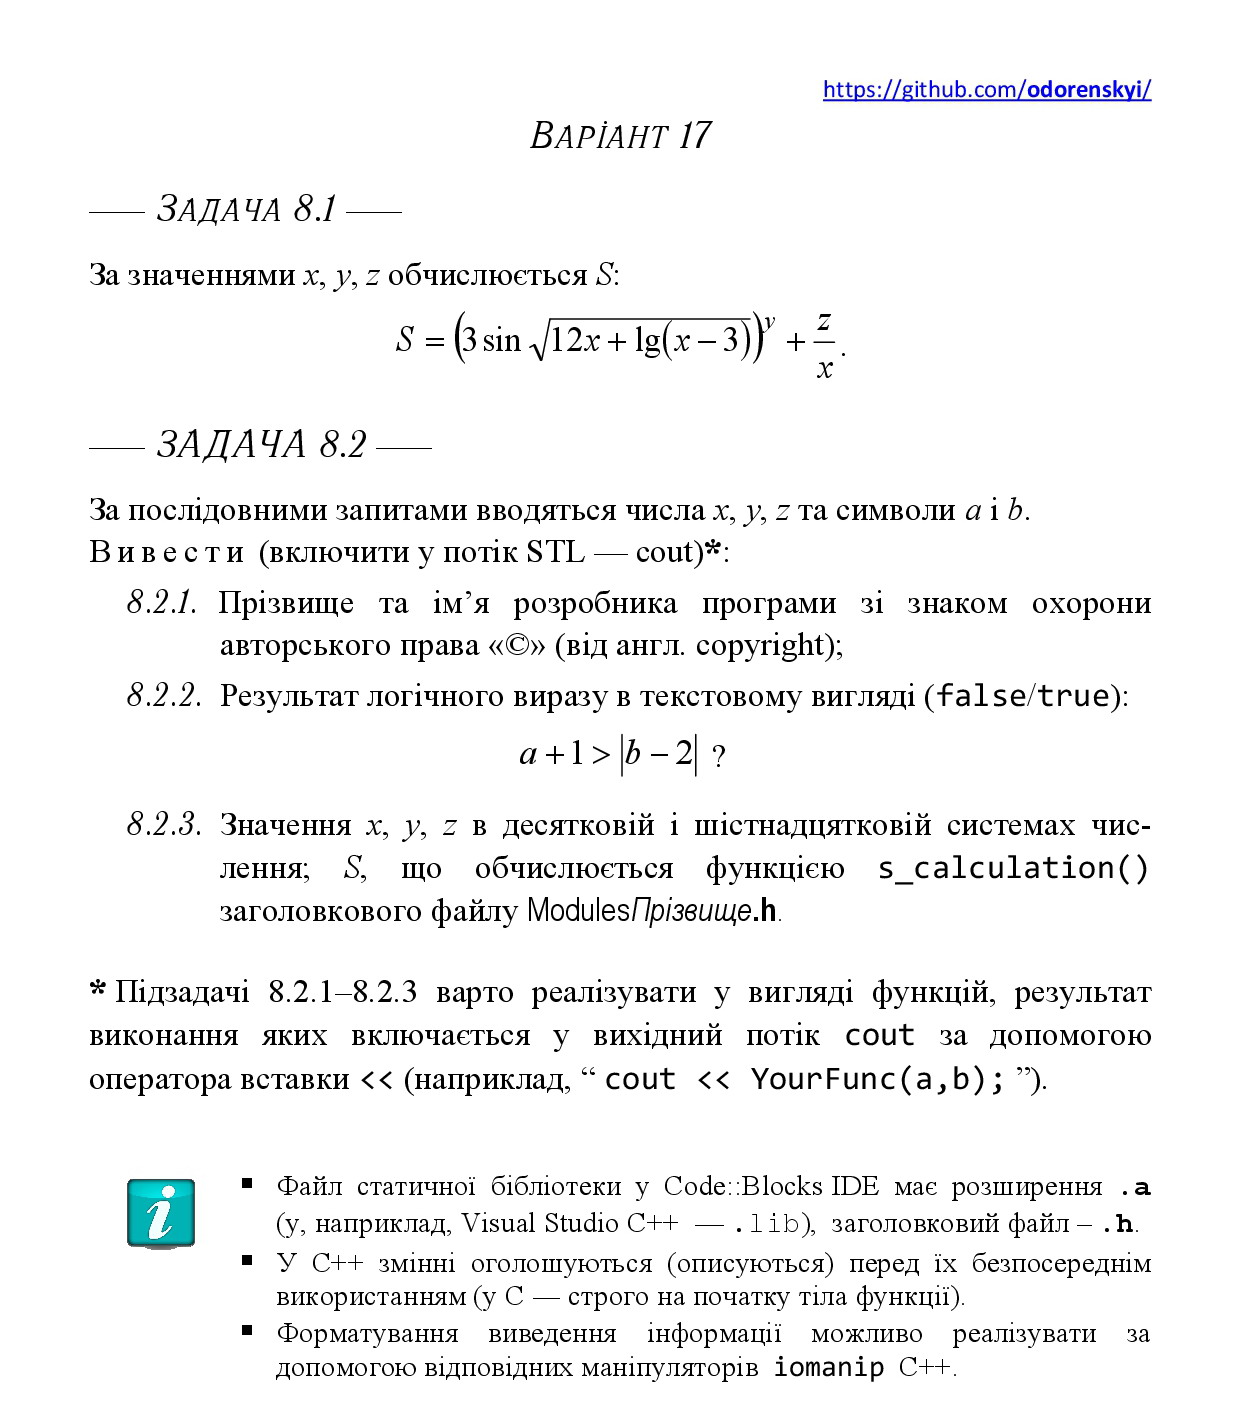 https://github.com/odorenskyi/
ВАРІАНТ 17
—— ЗАДАЧА 8.1 ——
За значеннями x, y, z обчислюється S:
S = (3 sin √(12x + lg(x − 3)))^y + z/x.
—— ЗАДАЧА 8.2 ——
За послідовними запитами вводяться числа x, y, z та символи a і b.
Вивести (включити у потік STL — cout)*:
8.2.1. Прізвище та ім’я розробника програми зі знаком охорони
авторського права «©» (від англ. copyright);
8.2.2. Результат логічного виразу в текстовому вигляді (false/true):
a + 1 > |b − 2| ?
8.2.3. Значення x, y, z в десятковій і шістнадцятковій системах чис-
лення; S, що обчислюється функцією s_calculation()
заголовкового файлу ModulesПрізвище.h.
* Підзадачі 8.2.1–8.2.3 варто реалізувати у вигляді функцій, результат
виконання яких включається у вихідний потік cout за допомогою
оператора вставки << (наприклад, “ cout << YourFunc(a,b); ”).
i
▪ Файл статичної бібліотеки у Code::Blocks IDE має розширення .a
(у, наприклад, Visual Studio C++ — .lib), заголовковий файл – .h.
▪ У C++ змінні оголошуються (описуються) перед їх безпосереднім
використанням (у C — строго на початку тіла функції).
▪ Форматування виведення інформації можливо реалізувати за
допомогою відповідних маніпуляторів iomanip C++.